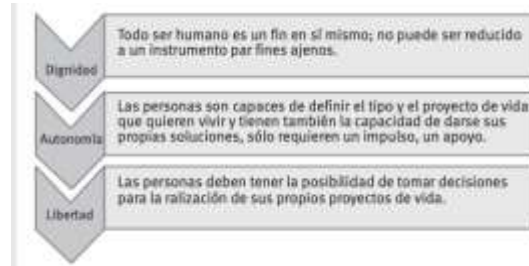 Dignidad
Todo ser humano es un fin en sí mismo; no puede ser reducido
a un instrumento par fines ajenos.
Autonomía
Las personas son capaces de definir el tipo y el proyecto de vida
que quieren vivir y tienen también la capacidad de darse sus
propias soluciones, sólo requieren un impulso, un apoyo.
Libertad
Las personas deben tener la posibilidad de tomar decisiones
para la ralización de sus propios proyectos de vida.